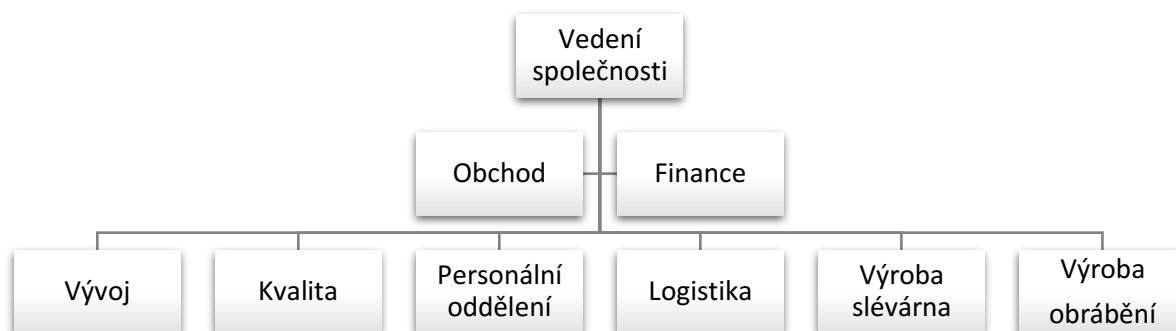 Vedení
společnosti
Obchod
Finance
Vývoj
Kvalita
Personální
oddělení
Logistika
Výroba
slévárna
Výroba
obrábění